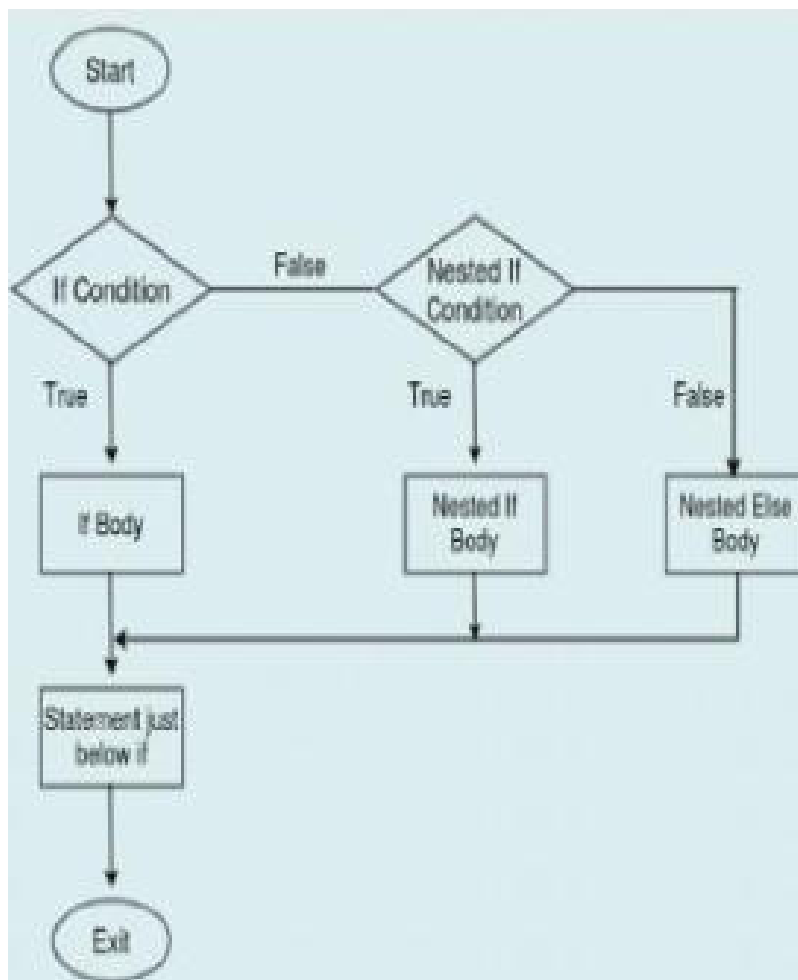 Start
If Condition
False
Nested If
Condition
True
True
False
If Body
Nested If
Body
Nested Else
Body
Statement just
below if
Exit